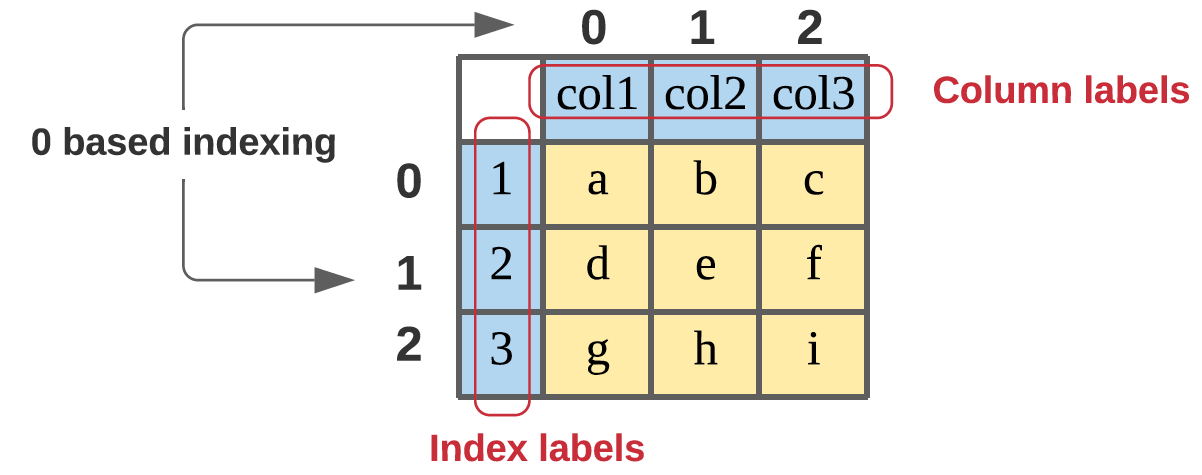 0 1 2
col1 col2 col3
Column labels
0 based indexing
0 1 a b c
1 2 d e f
2 3 g h i
Index labels